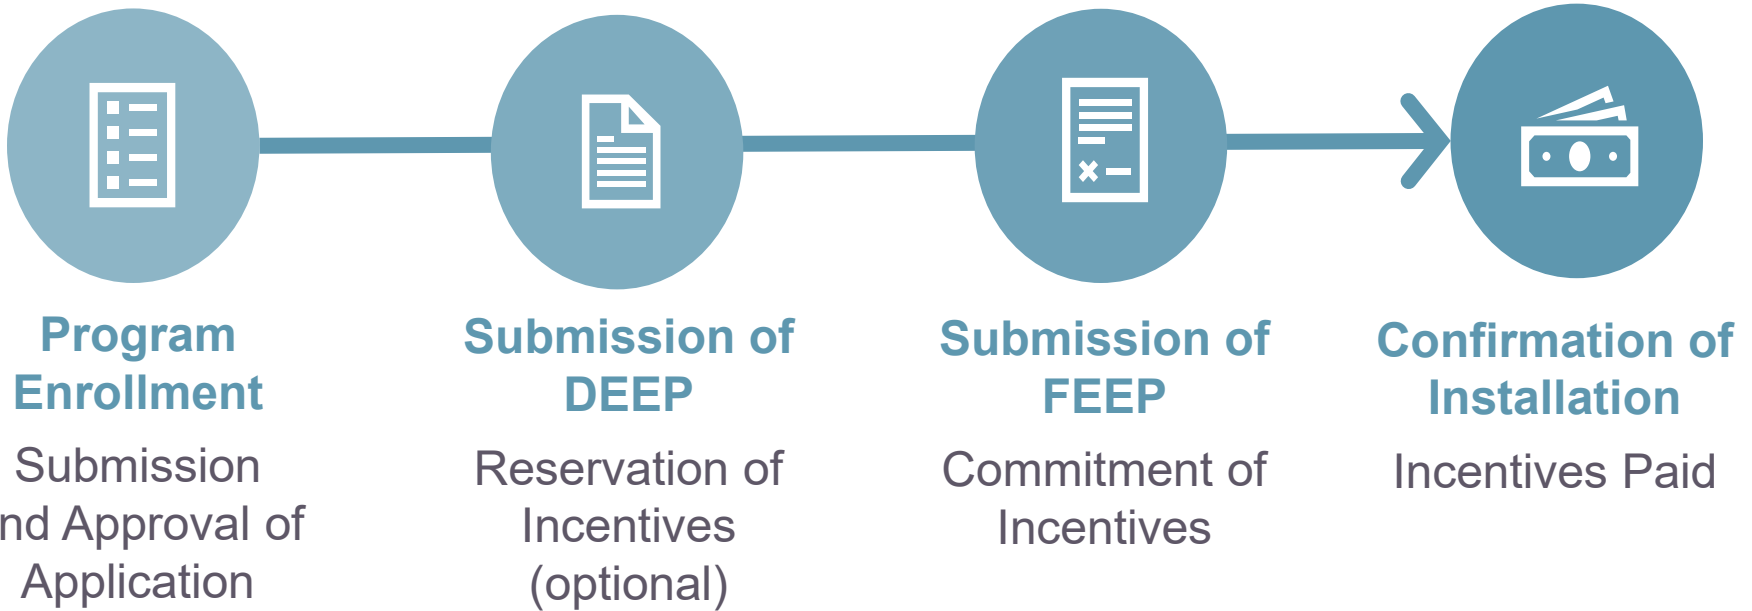 Program
Enrollment
Submission
nd Approval of
Application
Submission of
DEEP
Reservation of
Incentives
(optional)
Submission of
FEEP
Commitment of
Incentives
Confirmation of
Installation
Incentives Paid